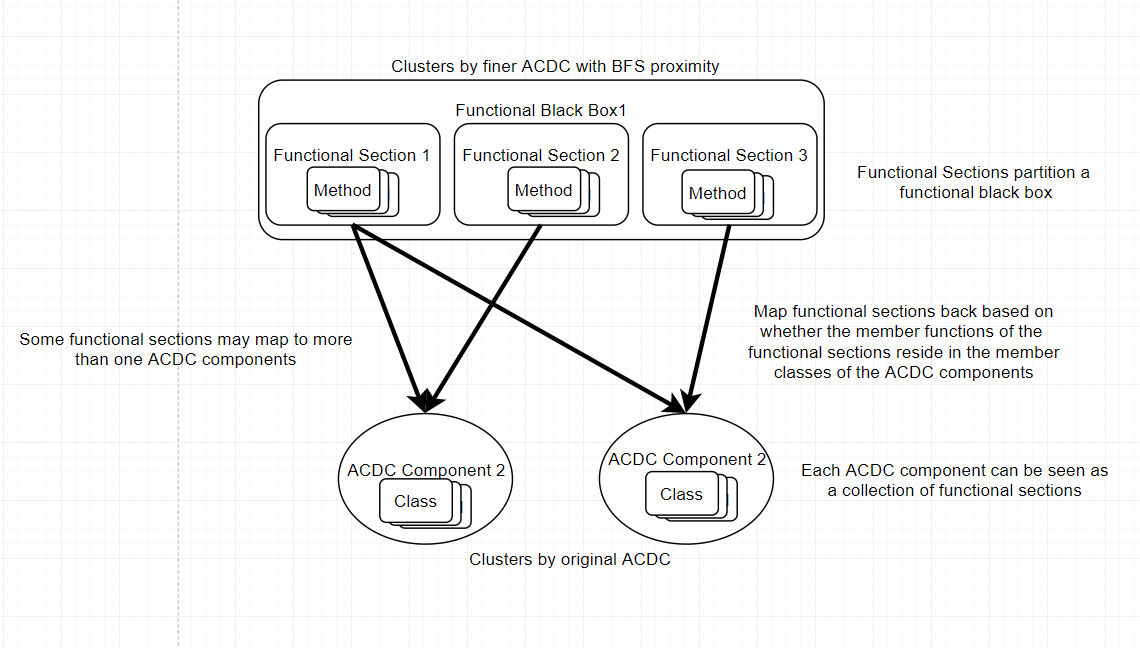 Clusters by finer ACDC with BFS proximity
Functional Black Box1
Functional Section 1
Functional Section 2
Functional Section 3
Method
Method
Method
Functional Sections partition a
functional black box
Some functional sections may map to more
than one ACDC components
Map functional sections back based on
whether the member functions of the
functional sections reside in the member
classes of the ACDC components
ACDC Component 2
Class
ACDC Component 2
Class
Each ACDC component can be seen as
a collection of functional sections
Clusters by original ACDC